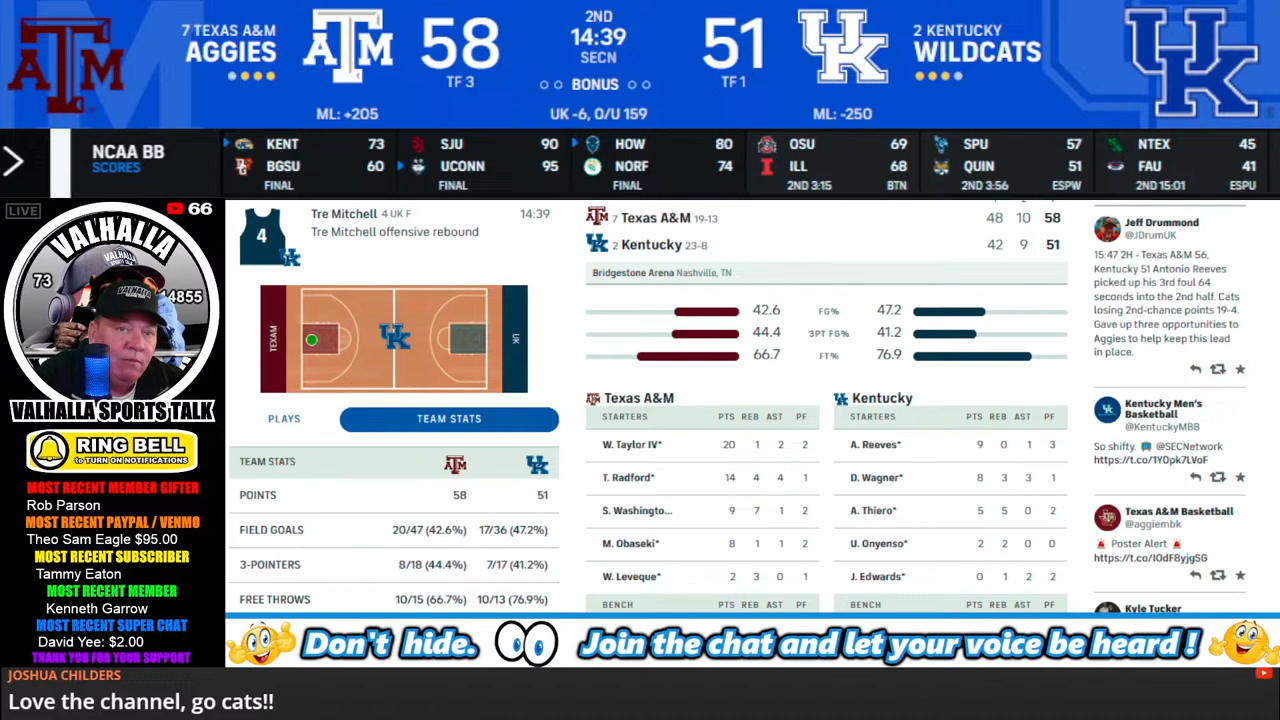 7 TEXAS A&M
AGGIES
58
TF 3
2ND
14:39
SECN
BONUS
51
TF 1
2 KENTUCKY
WILDCATS
ML: +205
UK -6, O/U 159
ML: -250
NCAA BB
SCORES
KENT 73
BGSU 60
FINAL
SJU 90
UCONN 95
FINAL
HOW 80
NORF 74
FINAL
OSU 69
ILL 68
2ND 3:15 BTN
SPU 57
QUIN 51
2ND 3:56 ESPW
NTEX 45
FAU 41
2ND 15:01 ESPU
LIVE
66
VALHALLA
73
14855
VALHALLA SPORTS TALK
RING BELL
to TURN ON NOTIFICATIONS
MOST RECENT MEMBER GIFTER
Rob Parson
MOST RECENT PAYPAL / VENMO
Theo Sam Eagle $95.00
MOST RECENT SUBSCRIBER
Tammy Eaton
MOST RECENT MEMBER
Kenneth Garrow
MOST RECENT SUPER CHAT
David Yee: $2.00
THANK YOU FOR YOUR SUPPORT
4
Tre Mitchell 4 UK F 14:39
Tre Mitchell offensive rebound
TEXAM
UK
PLAYS
TEAM STATS
TEAM STATS
POINTS 58 51
FIELD GOALS 20/47 (42.6%) 17/36 (47.2%)
3-POINTERS 8/18 (44.4%) 7/17 (41.2%)
FREE THROWS 10/15 (66.7%) 10/13 (76.9%)
7 Texas A&M 19-13 48 10 58
2 Kentucky 23-8 42 9 51
Bridgestone Arena Nashville, TN
42.6 FG% 47.2
44.4 3PT FG% 41.2
66.7 FT% 76.9
Texas A&M
STARTERS PTS REB AST PF
W. Taylor IV* 20 1 2 2
T. Radford* 14 4 4 1
S. Washingto... 9 7 1 2
M. Obaseki* 8 1 1 2
W. Leveque* 2 3 0 1
BENCH PTS REB AST PF
Kentucky
STARTERS PTS REB AST PF
A. Reeves* 9 0 1 3
D. Wagner* 8 3 3 1
A. Thiero* 5 5 0 2
U. Onyenso* 2 2 0 0
J. Edwards* 0 1 2 2
BENCH PTS REB AST PF
Jeff Drummond
@JDrumUK
15:47 2H - Texas A&M 56,
Kentucky 51 Antonio Reeves
picked up his 3rd foul 64
seconds into the 2nd half. Cats
losing 2nd-chance points 19-4.
Gave up three opportunities to
Aggies to help keep this lead
in place.
Kentucky Men's
Basketball
@KentuckyMBB
So shifty. @SECNetwork
https://t.co/1YOpk7LVoF
Texas A&M Basketball
@aggiembk
Poster Alert
https://t.co/I0dF8yjgSG
Kyle Tucker
Don't hide.
Join the chat and let your voice be heard !
JOSHUA CHILDERS
Love the channel, go cats!!